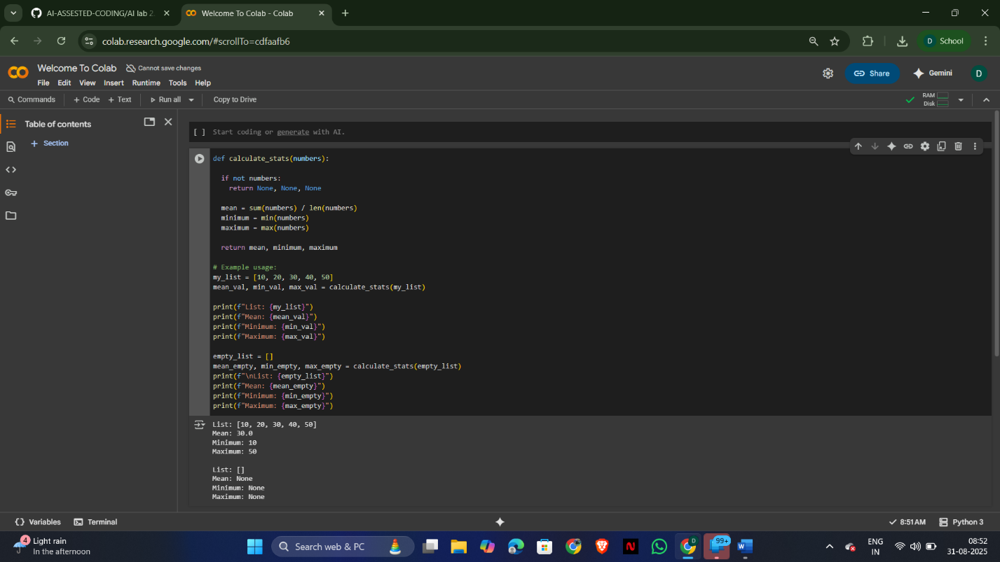 AI-ASSESTED-CODING/AI lab 2.
Welcome To Colab - Colab
colab.research.google.com/#scrollTo=cdfaafb6
D School
Welcome To Colab
Cannot save changes
File Edit View Insert Runtime Tools Help
Share
Gemini
D
Commands
+ Code + Text
Run all
Copy to Drive
RAM
Disk
Table of contents
+ Section
[ ] Start coding or generate with AI.
def calculate_stats(numbers):
if not numbers:
return None, None, None
mean = sum(numbers) / len(numbers)
minimum = min(numbers)
maximum = max(numbers)
return mean, minimum, maximum
# Example usage:
my_list = [10, 20, 30, 40, 50]
mean_val, min_val, max_val = calculate_stats(my_list)
print(f"List: {my_list}")
print(f"Mean: {mean_val}")
print(f"Minimum: {min_val}")
print(f"Maximum: {max_val}")
empty_list = []
mean_empty, min_empty, max_empty = calculate_stats(empty_list)
print(f"\nList: {empty_list}")
print(f"Mean: {mean_empty}")
print(f"Minimum: {min_empty}")
print(f"Maximum: {max_empty}")
List: [10, 20, 30, 40, 50]
Mean: 30.0
Minimum: 10
Maximum: 50
List: []
Mean: None
Minimum: None
Maximum: None
{} Variables
Terminal
8:51 AM
Python 3
4
Light rain
In the afternoon
Search web & PC
D
99+
ENG
IN
08:52
31-08-2025